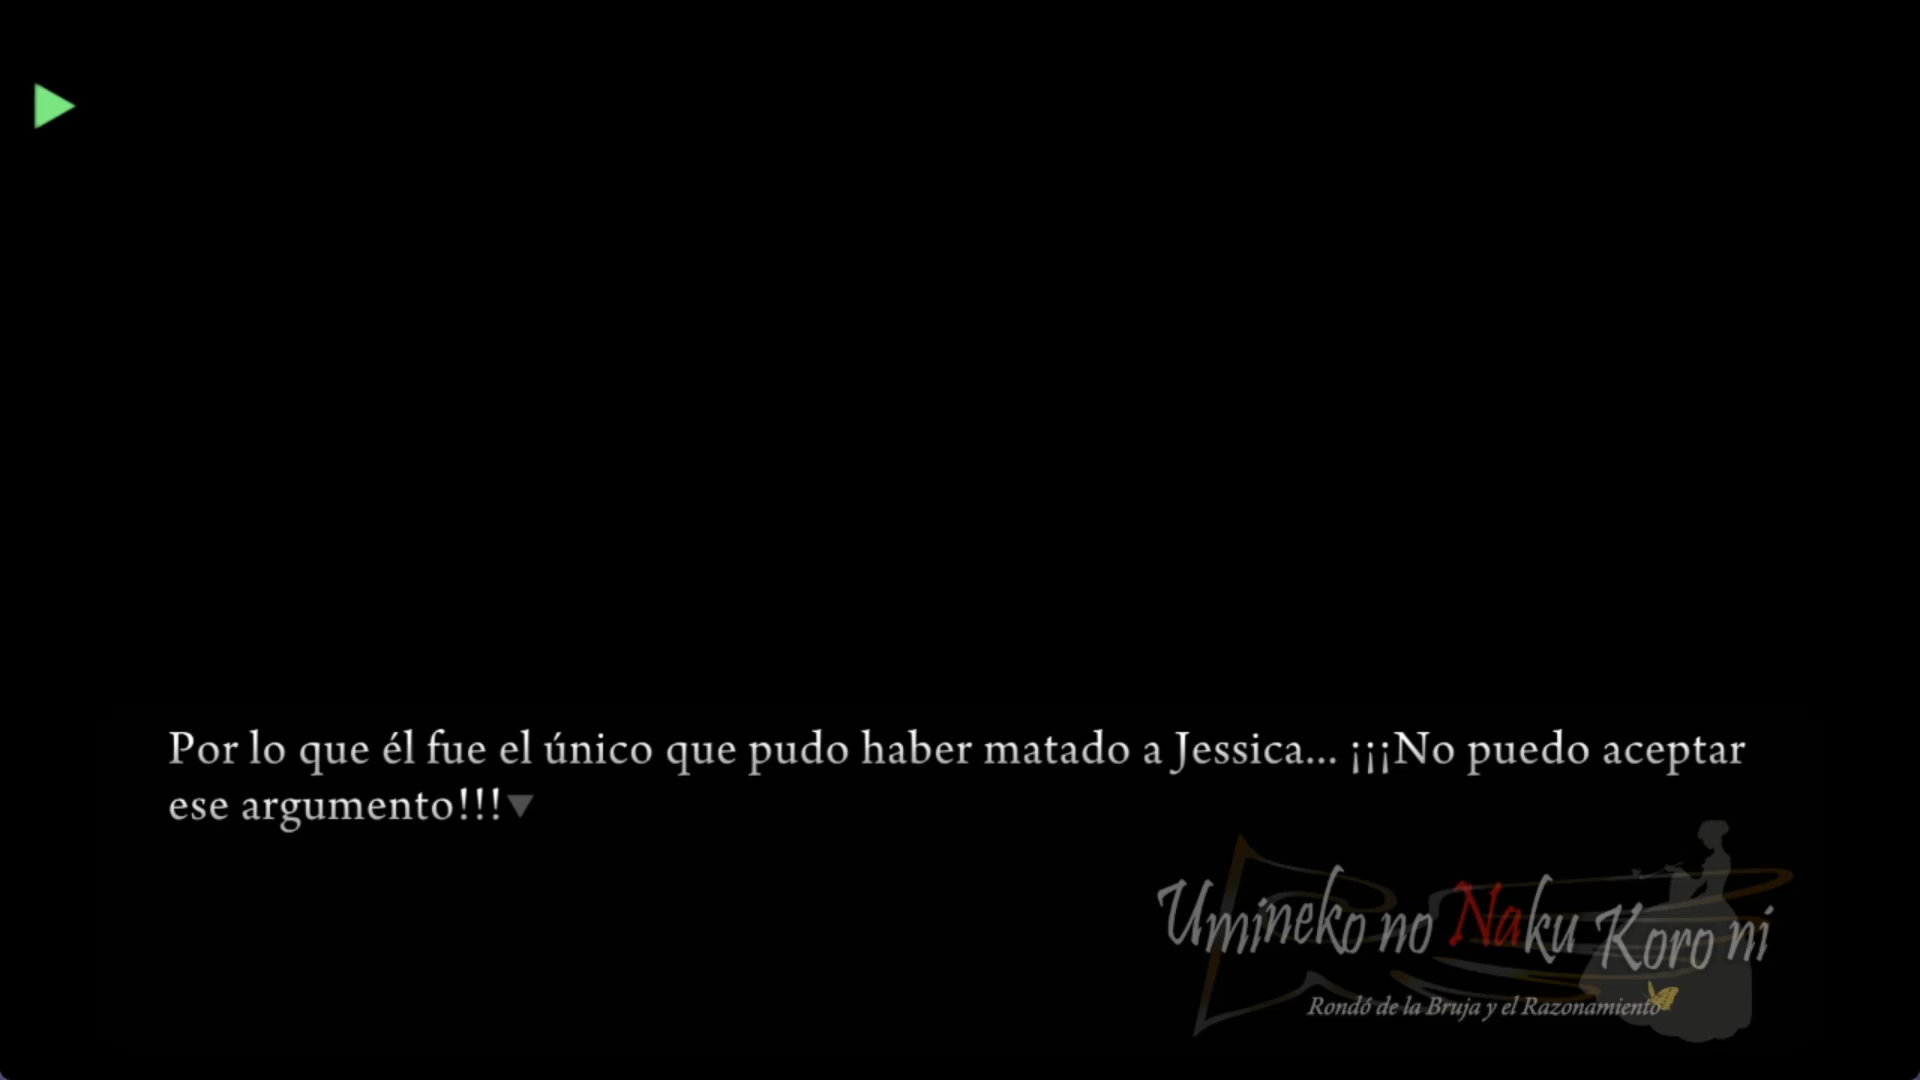 Por lo que él fue el único que pudo haber matado a Jessica... ¡¡¡No puedo aceptar
ese argumento!!!
Umineko no Naku Koro ni
Rondó de la Bruja y el Razonamiento